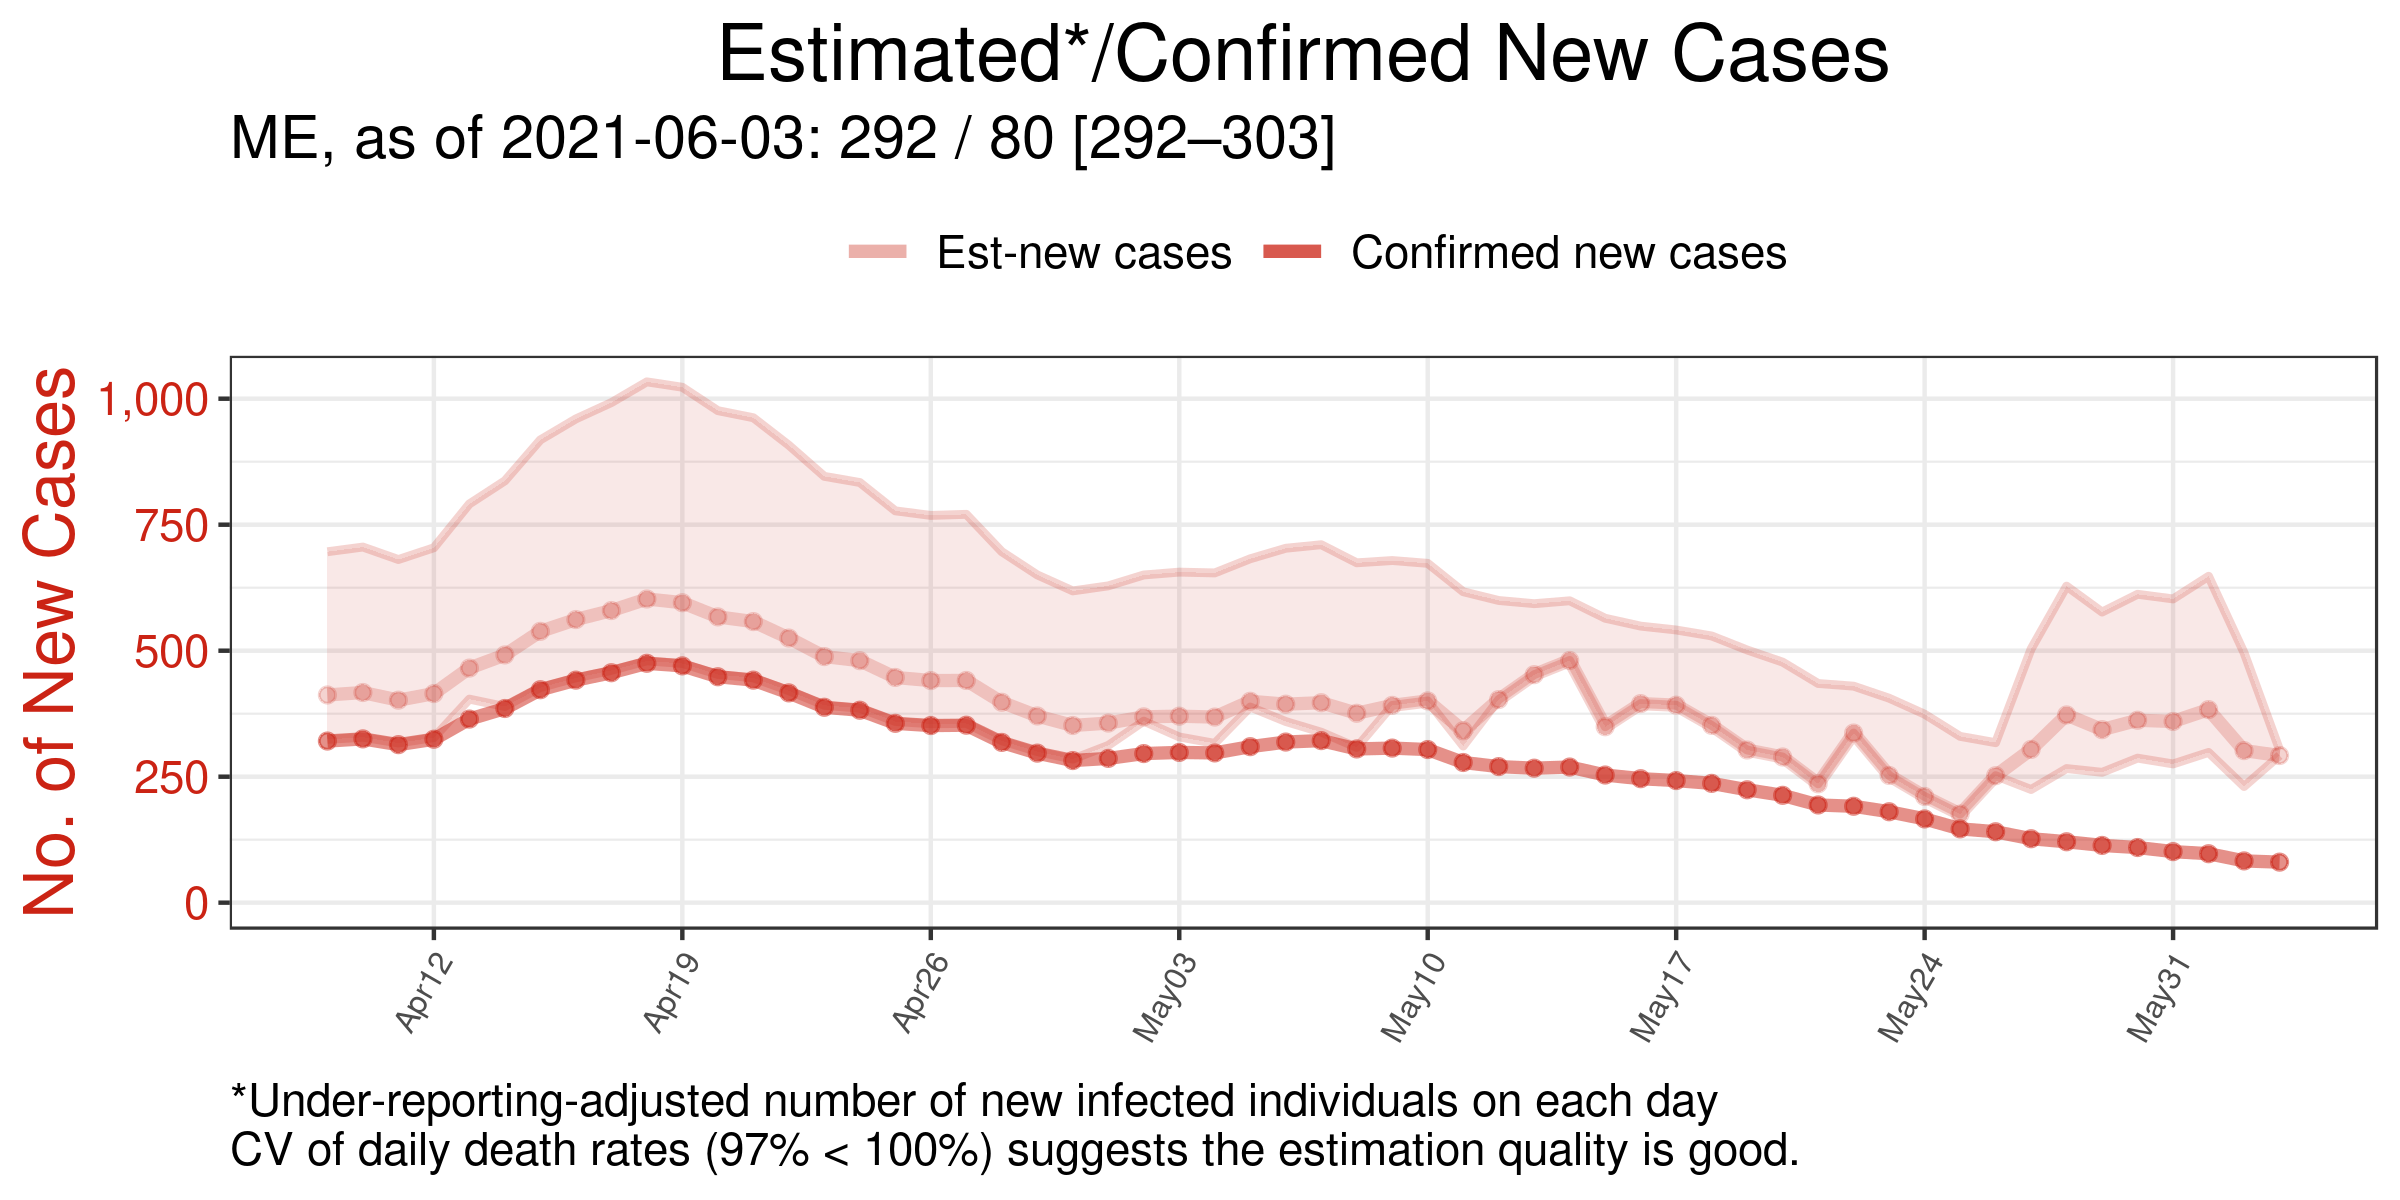 Estimated*/Confirmed New Cases
ME, as of 2021-06-03: 292 / 80 [292–303]
Est-new cases
Confirmed new cases
No. of New Cases
1,000
750
500
250
0
Apr12
Apr19
Apr26
May03
May10
May17
May24
May31
*Under-reporting-adjusted number of new infected individuals on each day
CV of daily death rates (97% < 100%) suggests the estimation quality is good.